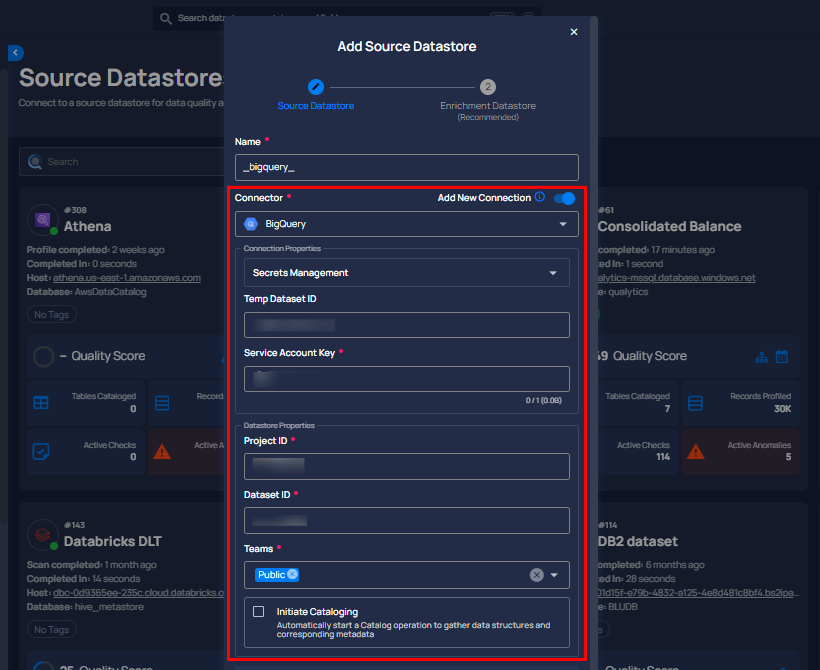 Search data
Add Source Datastore
Source Datastore
Connect to a source datastore for data quality a
2
Source Datastore
Enrichment Datastore
(Recommended)
Name *
_bigquery_
Search
Connector *
Add New Connection
BigQuery
Connection Properties
Secrets Management
Temp Dataset ID
Service Account Key *
0 / 1 (0.0B)
Datastore Properties
Project ID *
Dataset ID *
Teams *
Public
Initiate Cataloging
Automatically start a Catalog operation to gather data structures and
corresponding metadata
#308
Athena
Profile completed: 2 weeks ago
Completed In: 0 seconds
Host: athena.us-east-1.amazonaws.com
Database: AwsDataCatalog
No Tags
– Quality Score
Tables Cataloged
0
Record
Active Checks
0
Active A
#61
Consolidated Balance
completed: 17 minutes ago
ed In: 1 second
alytics-mssql.database.windows.net
e: qualytics
49 Quality Score
Tables Cataloged
7
Records Profiled
30K
Active Checks
114
Active Anomalies
5
#143
Databricks DLT
Scan completed: 1 month ago
Completed In: 14 seconds
Host: dbc-0d9365ee-235c.cloud.databricks.c
Database: hive_metastore
No Tags
25 Quality Score
#114
DB2 dataset
ompleted: 6 months ago
ed In: 28 seconds
01d15f-e79b-4832-a125-4e8d481c8bf4.bs2ipa...
e: BLUDB
s
Quality Score